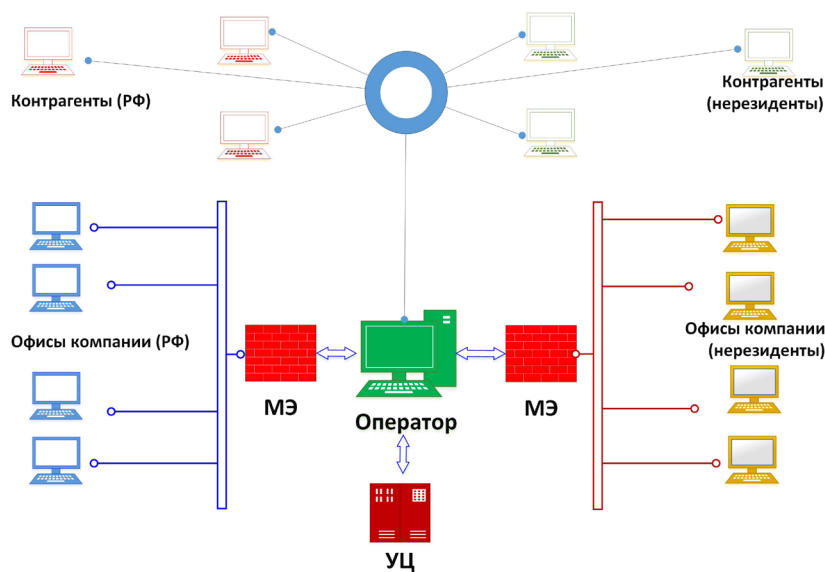 Контрагенты (РФ)
Контрагенты
(нерезиденты)
Офисы компании (РФ)
Офисы компании
(нерезиденты)
МЭ
Оператор
МЭ
УЦ